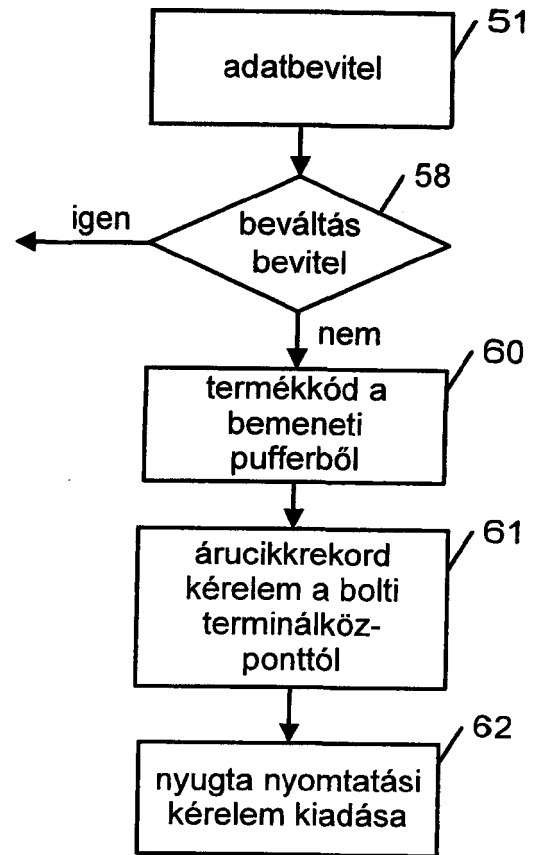 51
adatbevitel
58
igen
beváltás
bevitel
nem
60
termékkód a
bemeneti
pufferből
61
árucikkrekord
kérelem a bolti
terminálköz-
ponttól
62
nyugta nyomtatási
kérelem kiadása